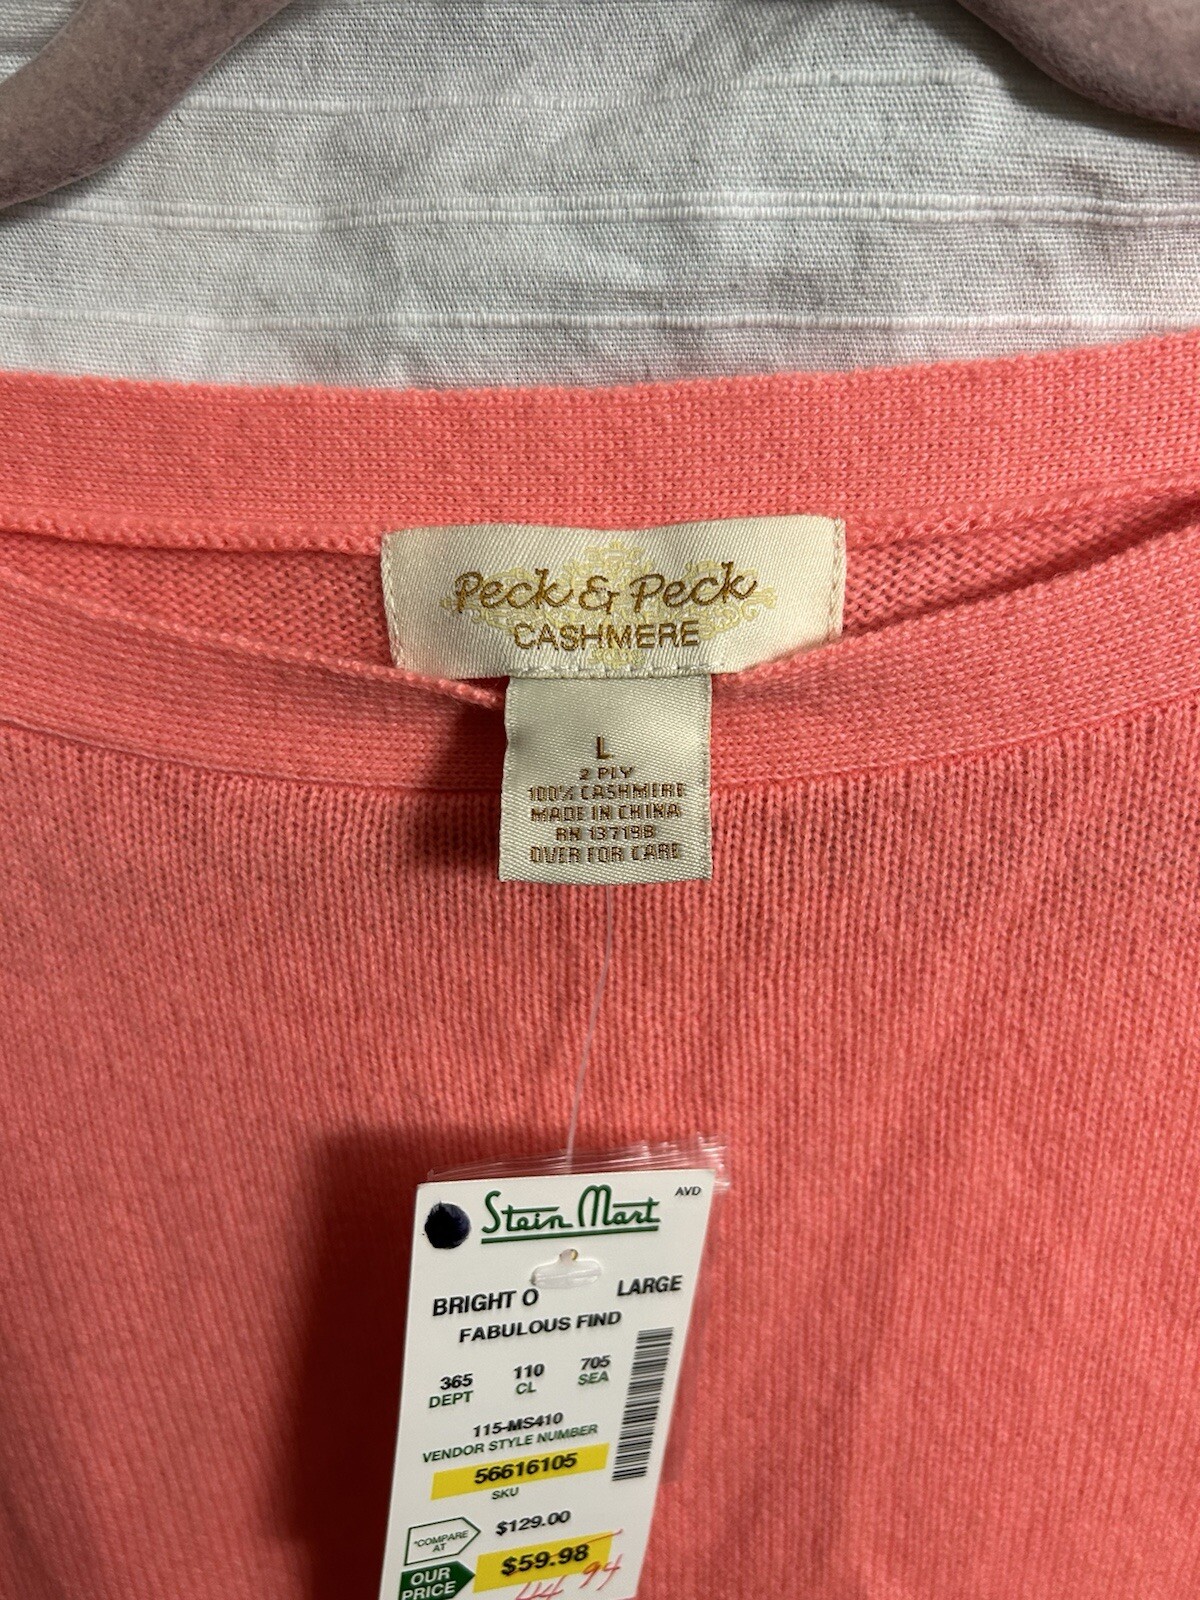 Peck & Peck
CASHMERE
L
2 PLY
100% CASHMERE
MADE IN CHINA
RN 137198
OVER FOR CARE
Stein Mart
AVD
BRIGHT O LARGE
FABULOUS FIND
365 110 705
DEPT CL SEA
115-MS410
VENDOR STYLE NUMBER
56616105
SKU
*COMPARE AT $129.00
OUR PRICE $59.98
44 94